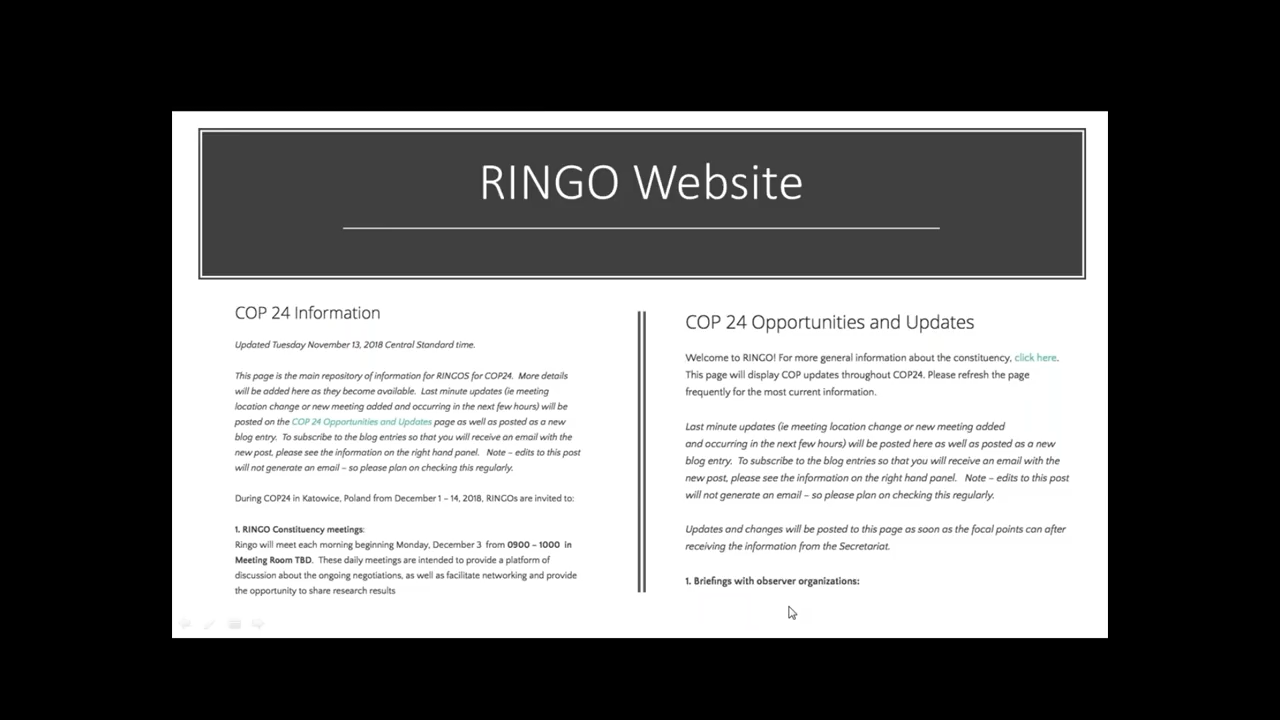 RINGO Website
COP 24 Information
Updated Tuesday November 13, 2018 Central Standard time.
This page is the main repository of information for RINGOS for COP24. More details
will be added here as they become available. Last minute updates (ie meeting
location change or new meeting added and occurring in the next few hours) will be
posted on the COP 24 Opportunities and Updates page as well as posted as a new
blog entry. To subscribe to the blog entries so that you will receive an email with the
new post, please see the information on the right hand panel. Note – edits to this post
will not generate an email – so please plan on checking this regularly.
During COP24 in Katowice, Poland from December 1 – 14, 2018, RINGOs are invited to:
1. RINGO Constituency meetings:
Ringo will meet each morning beginning Monday, December 3 from 0900 – 1000 in
Meeting Room TBD. These daily meetings are intended to provide a platform of
discussion about the ongoing negotiations, as well as facilitate networking and provide
the opportunity to share research results
COP 24 Opportunities and Updates
Welcome to RINGO! For more general information about the constituency, click here.
This page will display COP updates throughout COP24. Please refresh the page
frequently for the most current information.
Last minute updates (ie meeting location change or new meeting added
and occurring in the next few hours) will be posted here as well as posted as a new
blog entry. To subscribe to the blog entries so that you will receive an email with the
new post, please see the information on the right hand panel. Note – edits to this post
will not generate an email – so please plan on checking this regularly.
Updates and changes will be posted to this page as soon as the focal points can after
receiving the information from the Secretariat.
1. Briefings with observer organizations: